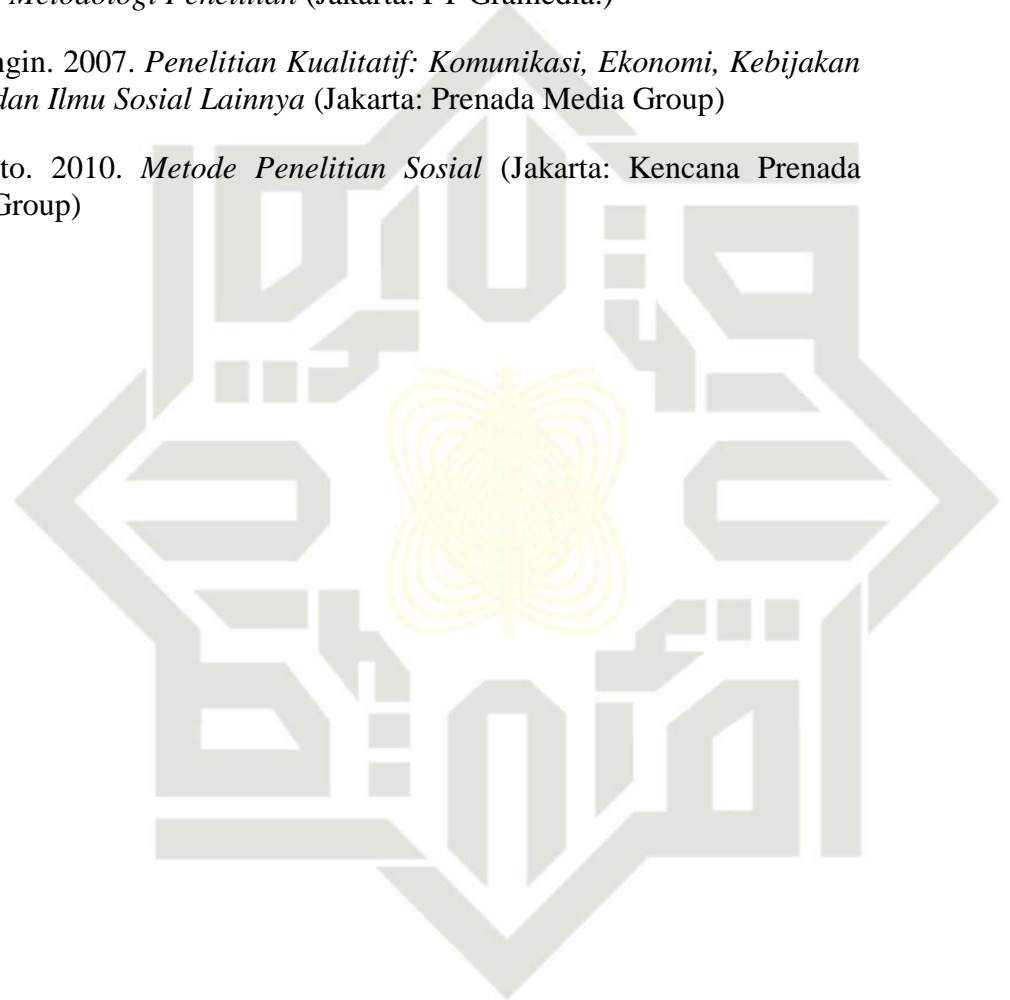 Metodologi Penelitian (Jakarta: PT Gramedia.)
ngin. 2007. Penelitian Kualitatif: Komunikasi, Ekonomi, Kebijakan
dan Ilmu Sosial Lainnya (Jakarta: Prenada Media Group)
to. 2010. Metode Penelitian Sosial (Jakarta: Kencana Prenada
Group)